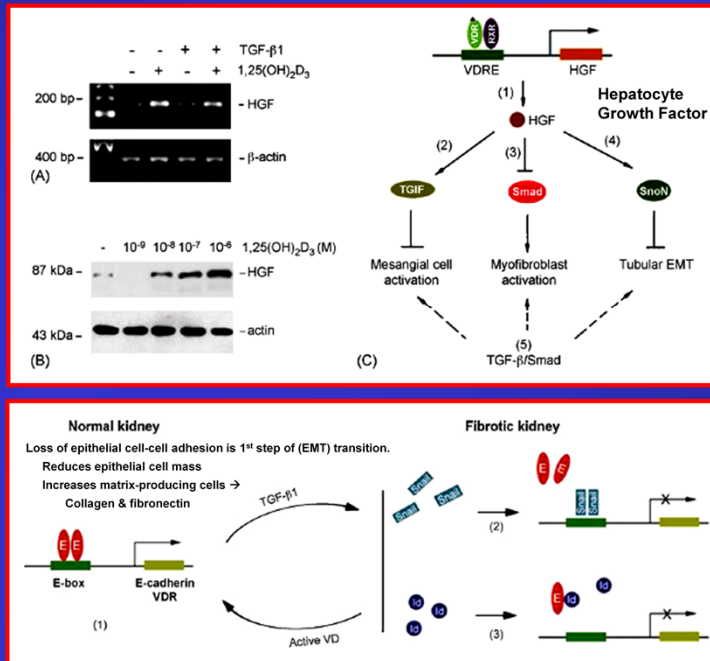 - - + + TGF-β1
- + - + 1,25(OH)₂D₃
200 bp – –HGF
400 bp – –β-actin
(A)
- 10⁻⁹ 10⁻⁸ 10⁻⁷ 10⁻⁶ 1,25(OH)₂D₃(M)
87 kDa – –HGF
43 kDa – –actin
(B)
VDR RXR
VDRE HGF
(1)
HGF
Hepatocyte
Growth Factor
(2) (3) (4)
TGIF Smad SnoN
Mesangial cell
activation
Myofibroblast
activation
Tubular EMT
(5)
TGF-β/Smad
(C)
Normal kidney
Loss of epithelial cell-cell adhesion is 1st step of (EMT) transition.
Reduces epithelial cell mass
Increases matrix-producing cells →
Collagen & fibronectin
E E
E-box E-cadherin
VDR
(1)
TGF-β1
Active VD
Fibrotic kidney
Snail
Snail
Snail
(2)
E E
Snail Snail
X
Id
Id
Id
(3)
E Id Id
X